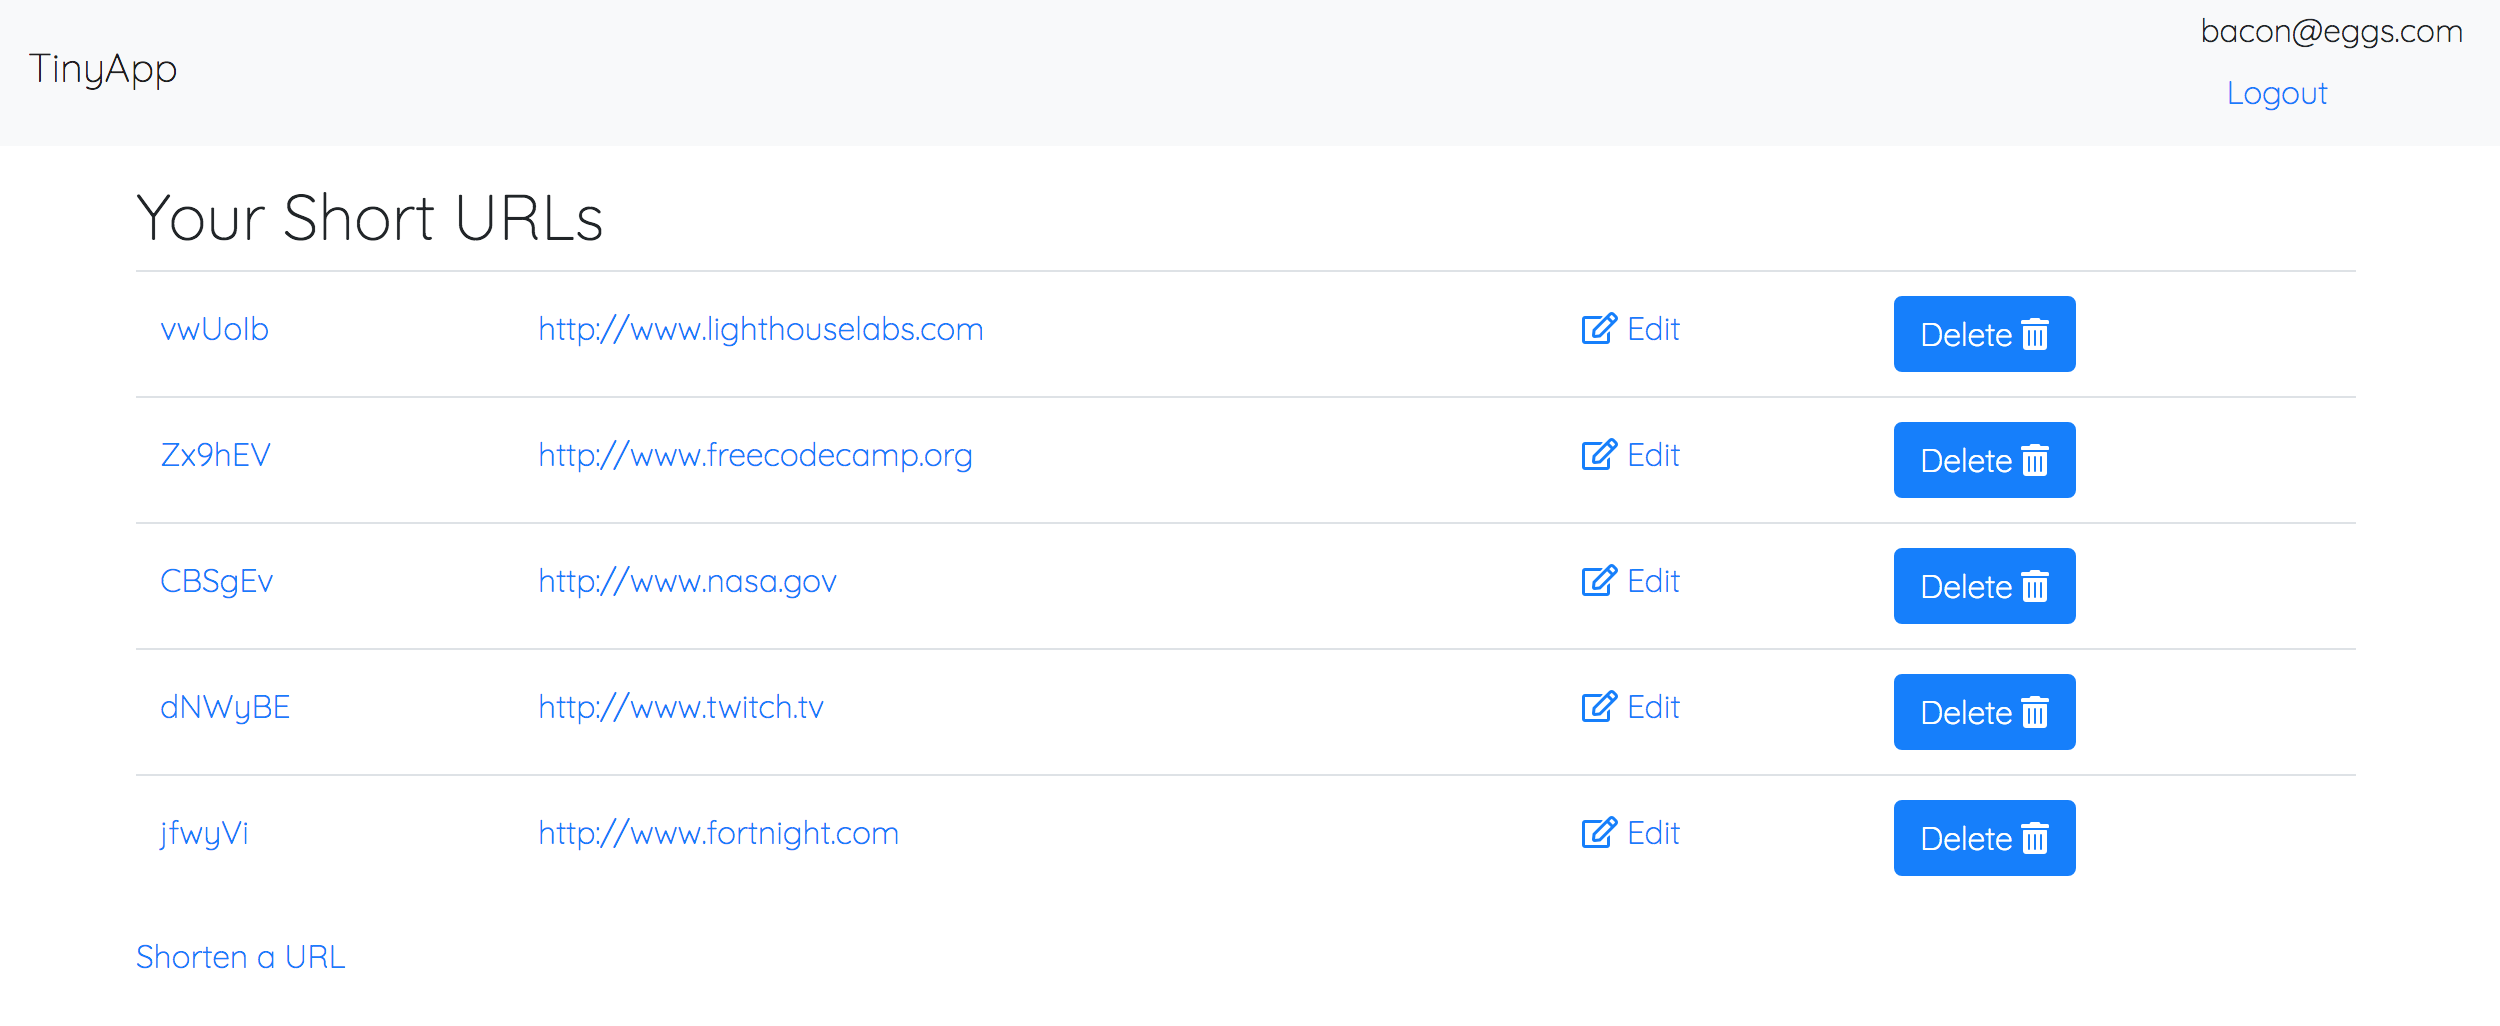 TinyApp
bacon@eggs.com
Logout
Your Short URLs
vwUoIb http://www.lighthouselabs.com Edit Delete
Zx9hEV http://www.freecodecamp.org Edit Delete
CBSgEv http://www.nasa.gov Edit Delete
dNWyBE http://www.twitch.tv Edit Delete
jfwyVi http://www.fortnight.com Edit Delete
Shorten a URL